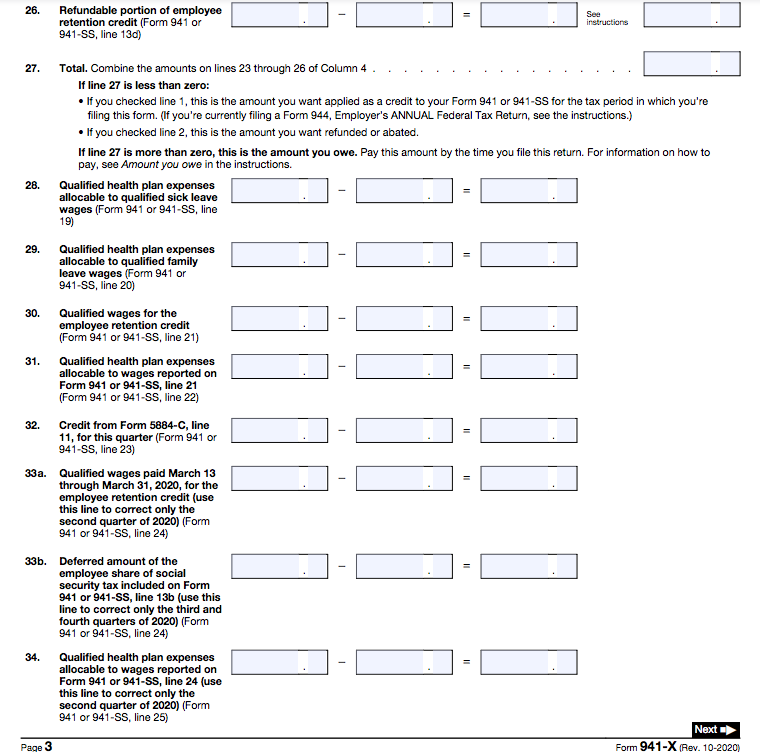 26. Refundable portion of employee
retention credit (Form 941 or
941-SS, line 13d)
. – . = . See
instructions .
27. Total. Combine the amounts on lines 23 through 26 of Column 4 . . . . . . . . . . . . . . . . . . .
If line 27 is less than zero:
• If you checked line 1, this is the amount you want applied as a credit to your Form 941 or 941-SS for the tax period in which you're
filing this form. (If you're currently filing a Form 944, Employer's ANNUAL Federal Tax Return, see the instructions.)
• If you checked line 2, this is the amount you want refunded or abated.
If line 27 is more than zero, this is the amount you owe. Pay this amount by the time you file this return. For information on how to
pay, see Amount you owe in the instructions.
28. Qualified health plan expenses
allocable to qualified sick leave
wages (Form 941 or 941-SS, line
19)
. – . = .
29. Qualified health plan expenses
allocable to qualified family
leave wages (Form 941 or
941-SS, line 20)
. – . = .
30. Qualified wages for the
employee retention credit
(Form 941 or 941-SS, line 21)
. – . = .
31. Qualified health plan expenses
allocable to wages reported on
Form 941 or 941-SS, line 21
(Form 941 or 941-SS, line 22)
. – . = .
32. Credit from Form 5884-C, line
11, for this quarter (Form 941 or
941-SS, line 23)
. – . = .
33a. Qualified wages paid March 13
through March 31, 2020, for the
employee retention credit (use
this line to correct only the
second quarter of 2020) (Form
941 or 941-SS, line 24)
. – . = .
33b. Deferred amount of the
employee share of social
security tax included on Form
941 or 941-SS, line 13b (use this
line to correct only the third and
fourth quarters of 2020) (Form
941 or 941-SS, line 24)
. – . = .
34. Qualified health plan expenses
allocable to wages reported on
Form 941 or 941-SS, line 24 (use
this line to correct only the
second quarter of 2020) (Form
941 or 941-SS, line 25)
. – . = .
Next ■▶
Page 3 Form 941-X (Rev. 10-2020)